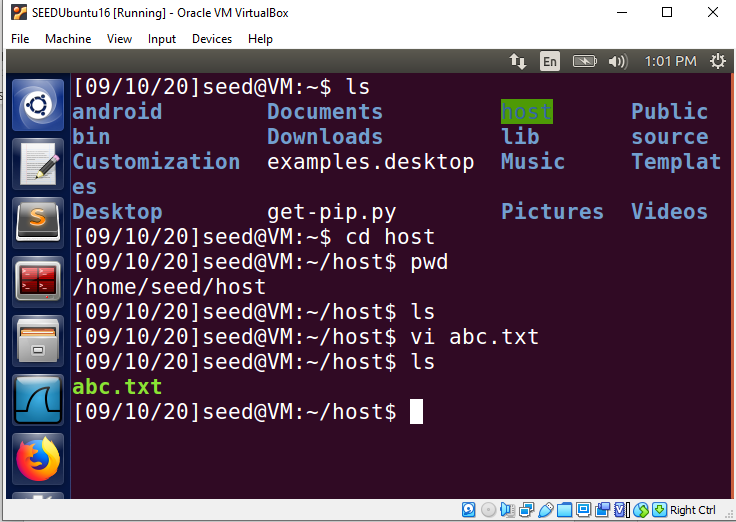 SEEDUbuntu16 [Running] - Oracle VM VirtualBox
File Machine View Input Devices Help
En 1:01 PM
[09/10/20]seed@VM:~$ ls
android Documents host Public
bin Downloads lib source
Customization examples.desktop Music Templat
es
Desktop get-pip.py Pictures Videos
[09/10/20]seed@VM:~$ cd host
[09/10/20]seed@VM:~/host$ pwd
/home/seed/host
[09/10/20]seed@VM:~/host$ ls
[09/10/20]seed@VM:~/host$ vi abc.txt
[09/10/20]seed@VM:~/host$ ls
abc.txt
[09/10/20]seed@VM:~/host$
Right Ctrl